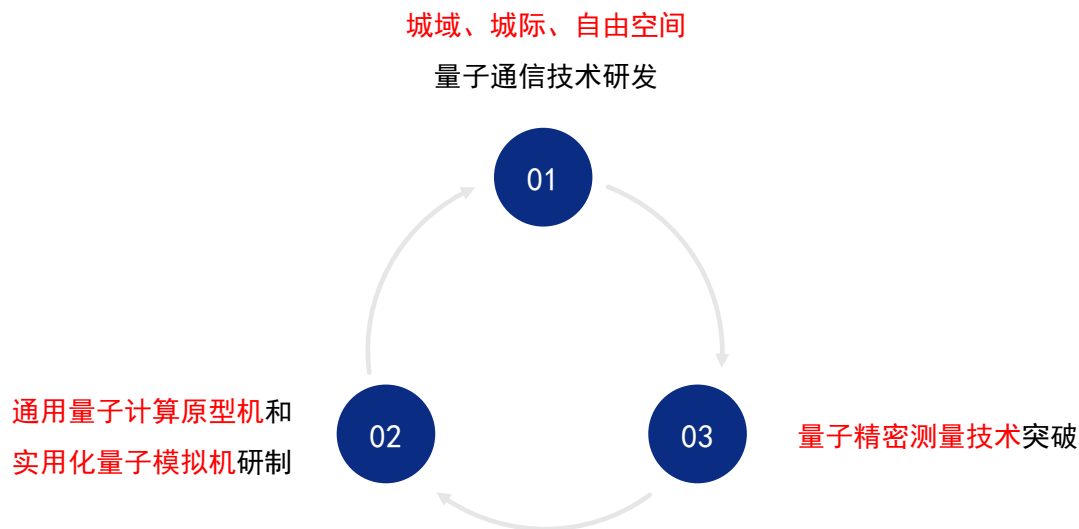 城域、城际、自由空间
量子通信技术研发
01
通用量子计算原型机和
实用化量子模拟机研制
02
03
量子精密测量技术突破